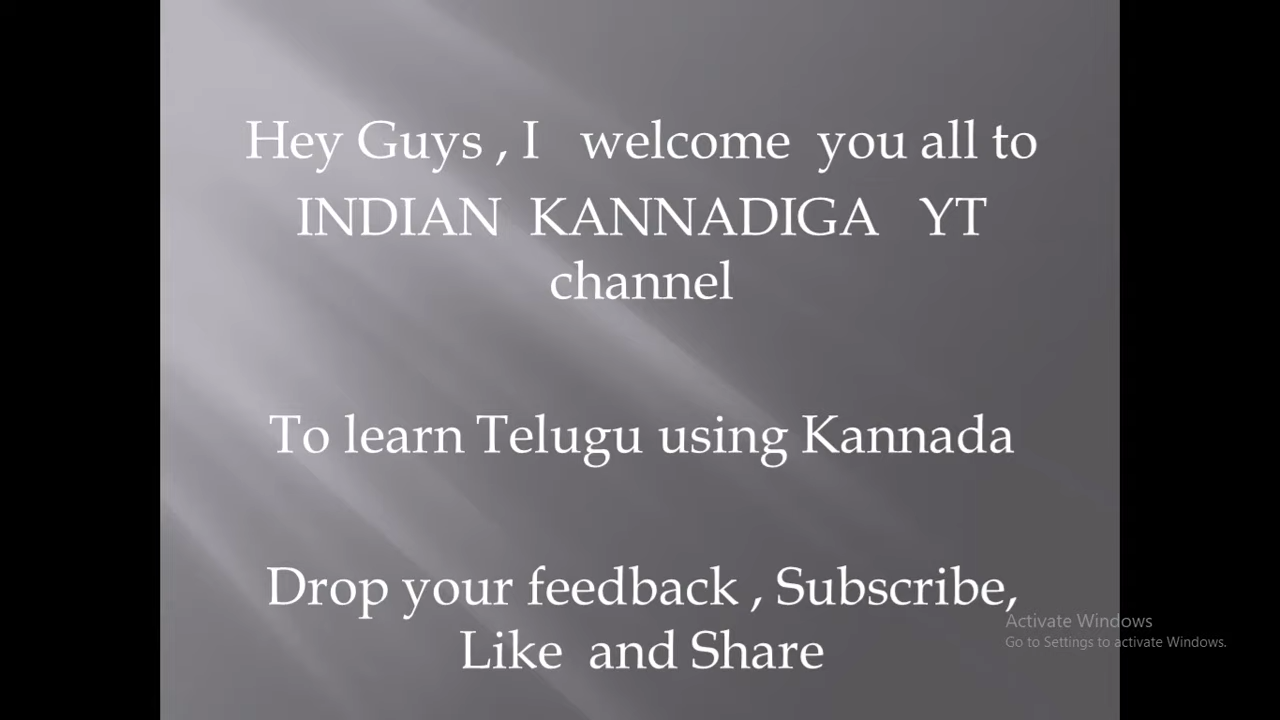 Hey Guys , I welcome you all to
INDIAN KANNADIGA YT
channel
To learn Telugu using Kannada
Drop your feedback , Subscribe,
Like and Share
Activate Windows
Go to Settings to activate Windows.